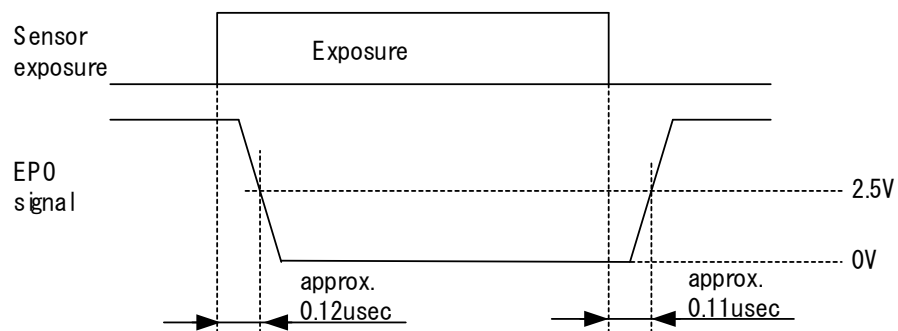 Sensor
exposure
Exposure
EPO
signal
2.5V
0V
approx.
0.12usec
approx.
0.11usec